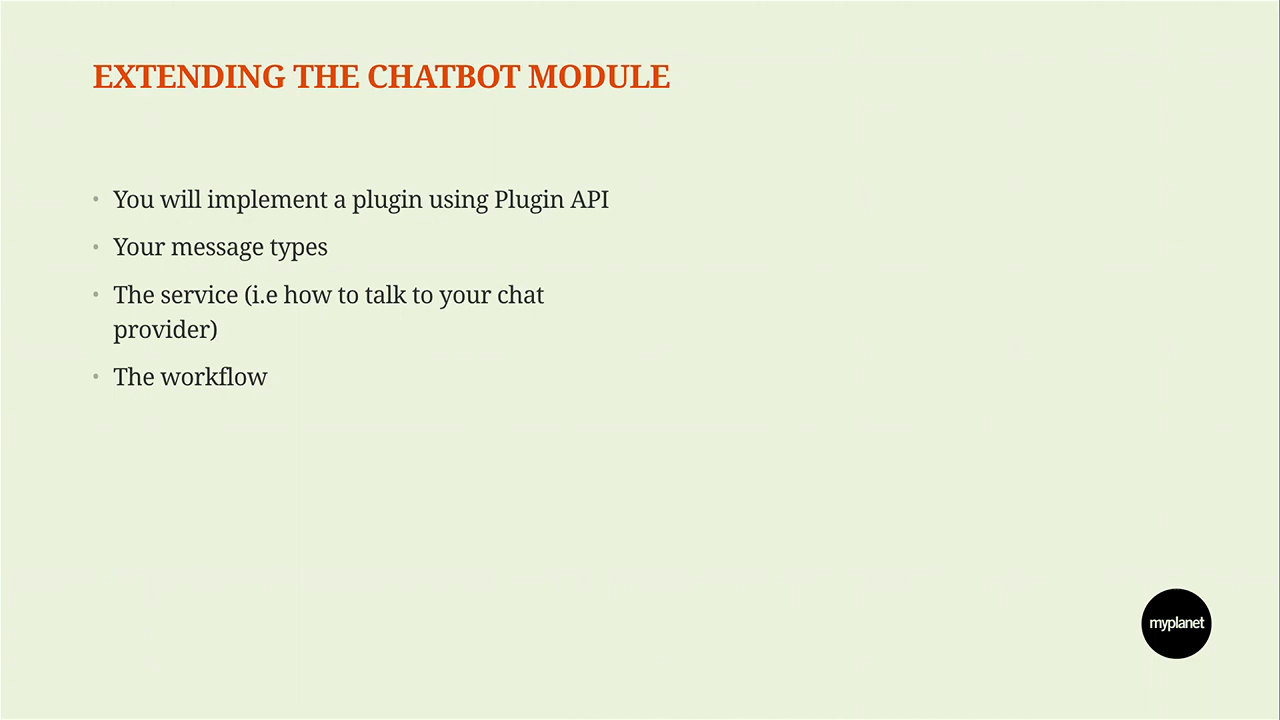 EXTENDING THE CHATBOT MODULE
• You will implement a plugin using Plugin API
• Your message types
• The service (i.e how to talk to your chat
provider)
• The workflow
myplanet